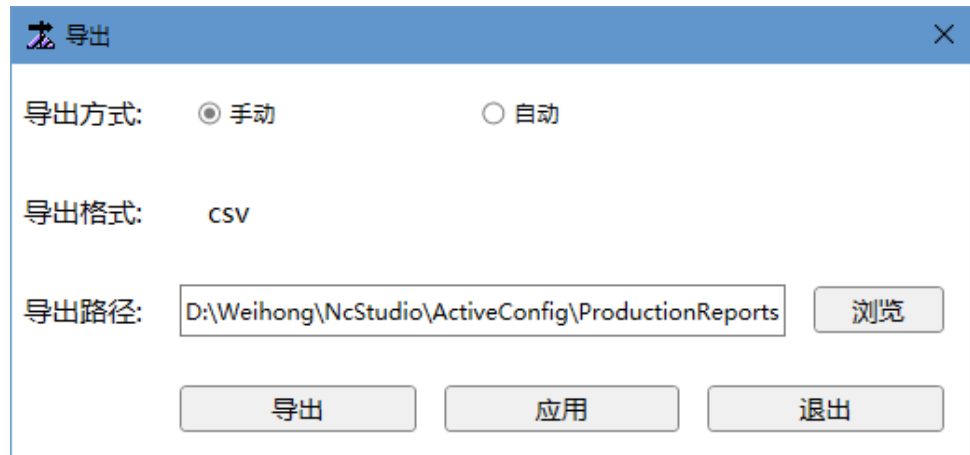 导出
导出方式: 手动 自动
导出格式: csv
导出路径: D:\Weihong\NcStudio\ActiveConfig\ProductionReports 浏览
导出 应用 退出